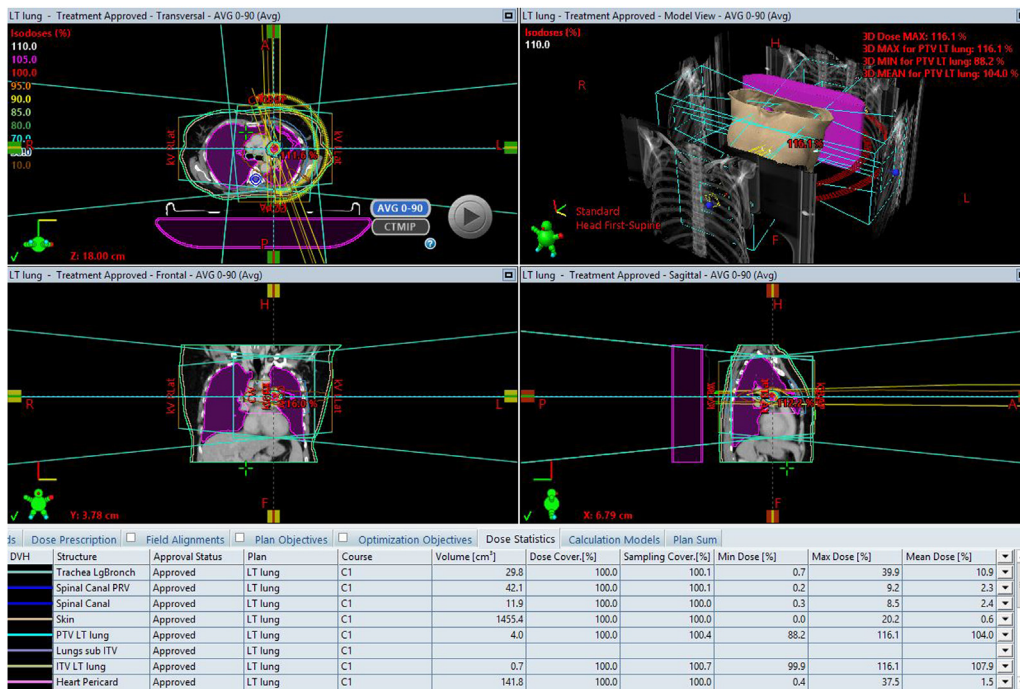 LT lung - Treatment Approved - Transversal - AVG 0-90 (Avg)
Isodoses (%)
110.0
105.0
100.0
95.0
90.0
85.0
80.0
10.0
A
kV RLat
kV RLat
L
P
AVG 0-90
CTMIP
?
Z: 18.00 cm
LT lung - Treatment Approved - Model View - AVG 0-90 (Avg)
Isodoses (%)
110.0
H
3D Dose MAX: 116.1 %
3D MAX for PTV LT lung: 116.1 %
3D MIN for PTV LT lung: 88.2 %
3D MEAN for PTV LT lung: 104.0 %
R
116.1 %
L
Standard
Head First-Supine
F
LT lung - Treatment Approved - Frontal - AVG 0-90 (Avg)
H
kV RLat
kV RLat
R
L
F
Y: 3.78 cm
LT lung - Treatment Approved - Sagittal - AVG 0-90 (Avg)
H
P
A
F
X: 6.79 cm
ds Dose Prescription Field Alignments Plan Objectives Optimization Objectives Dose Statistics Calculation Models Plan Sum
DVH Structure Approval Status Plan Course Volume [cm³] Dose Cover.[%] Sampling Cover.[%] Min Dose [%] Max Dose [%] Mean Dose [%]
Trachea LgBronch Approved LT lung C1 29.8 100.0 100.1 0.7 39.9 10.9
Spinal Canal PRV Approved LT lung C1 42.1 100.0 100.1 0.2 9.2 2.3
Spinal Canal Approved LT lung C1 11.9 100.0 100.0 0.3 8.5 2.4
Skin Approved LT lung C1 1455.4 100.0 100.0 0.0 20.2 0.6
PTV LT lung Approved LT lung C1 4.0 100.0 100.4 88.2 116.1 104.0
Lungs sub ITV Approved LT lung C1
ITV LT lung Approved LT lung C1 0.7 100.0 100.7 99.9 116.1 107.9
Heart Pericard Approved LT lung C1 141.8 100.0 100.0 0.4 37.5 1.5